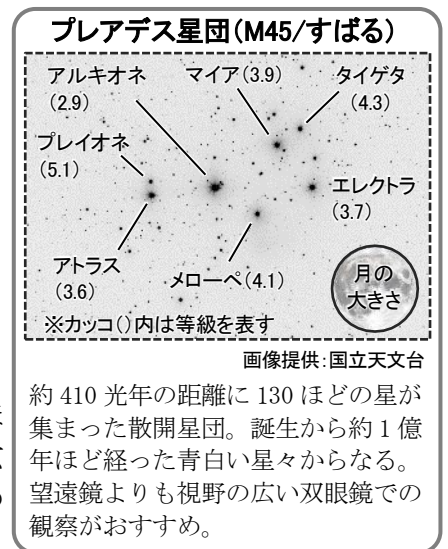 プレアデス星団(M45/すばる)
アルキオネ
(2.9)
マイア(3.9)
タイゲタ
(4.3)
プレイオネ
(5.1)
エレクトラ
(3.7)
アトラス
(3.6)
メローペ(4.1)
月の
大きさ
※カッコ()内は等級を表す
画像提供:国立天文台
約 410 光年の距離に 130 ほどの星が
集まった散開星団。誕生から約 1 億
年ほど経った青白い星々からなる。
望遠鏡よりも視野の広い双眼鏡での
観察がおすすめ。